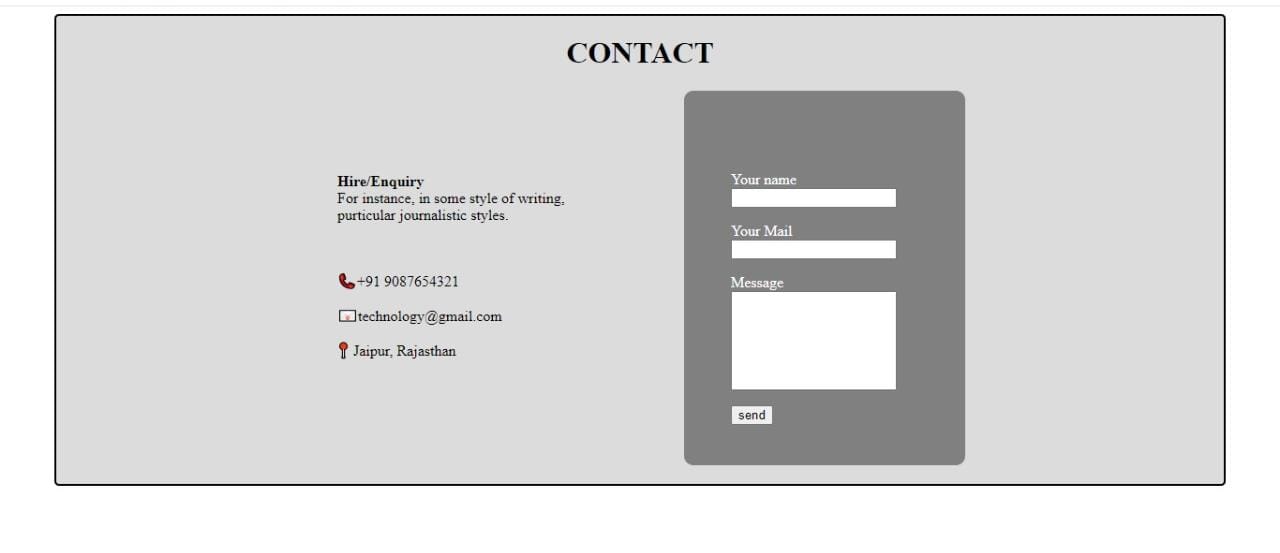 CONTACT
Hire/Enquiry
For instance, in some style of writing,
purticular journalistic styles.
+91 9087654321
technology@gmail.com
Jaipur, Rajasthan
Your name
Your Mail
Message
send